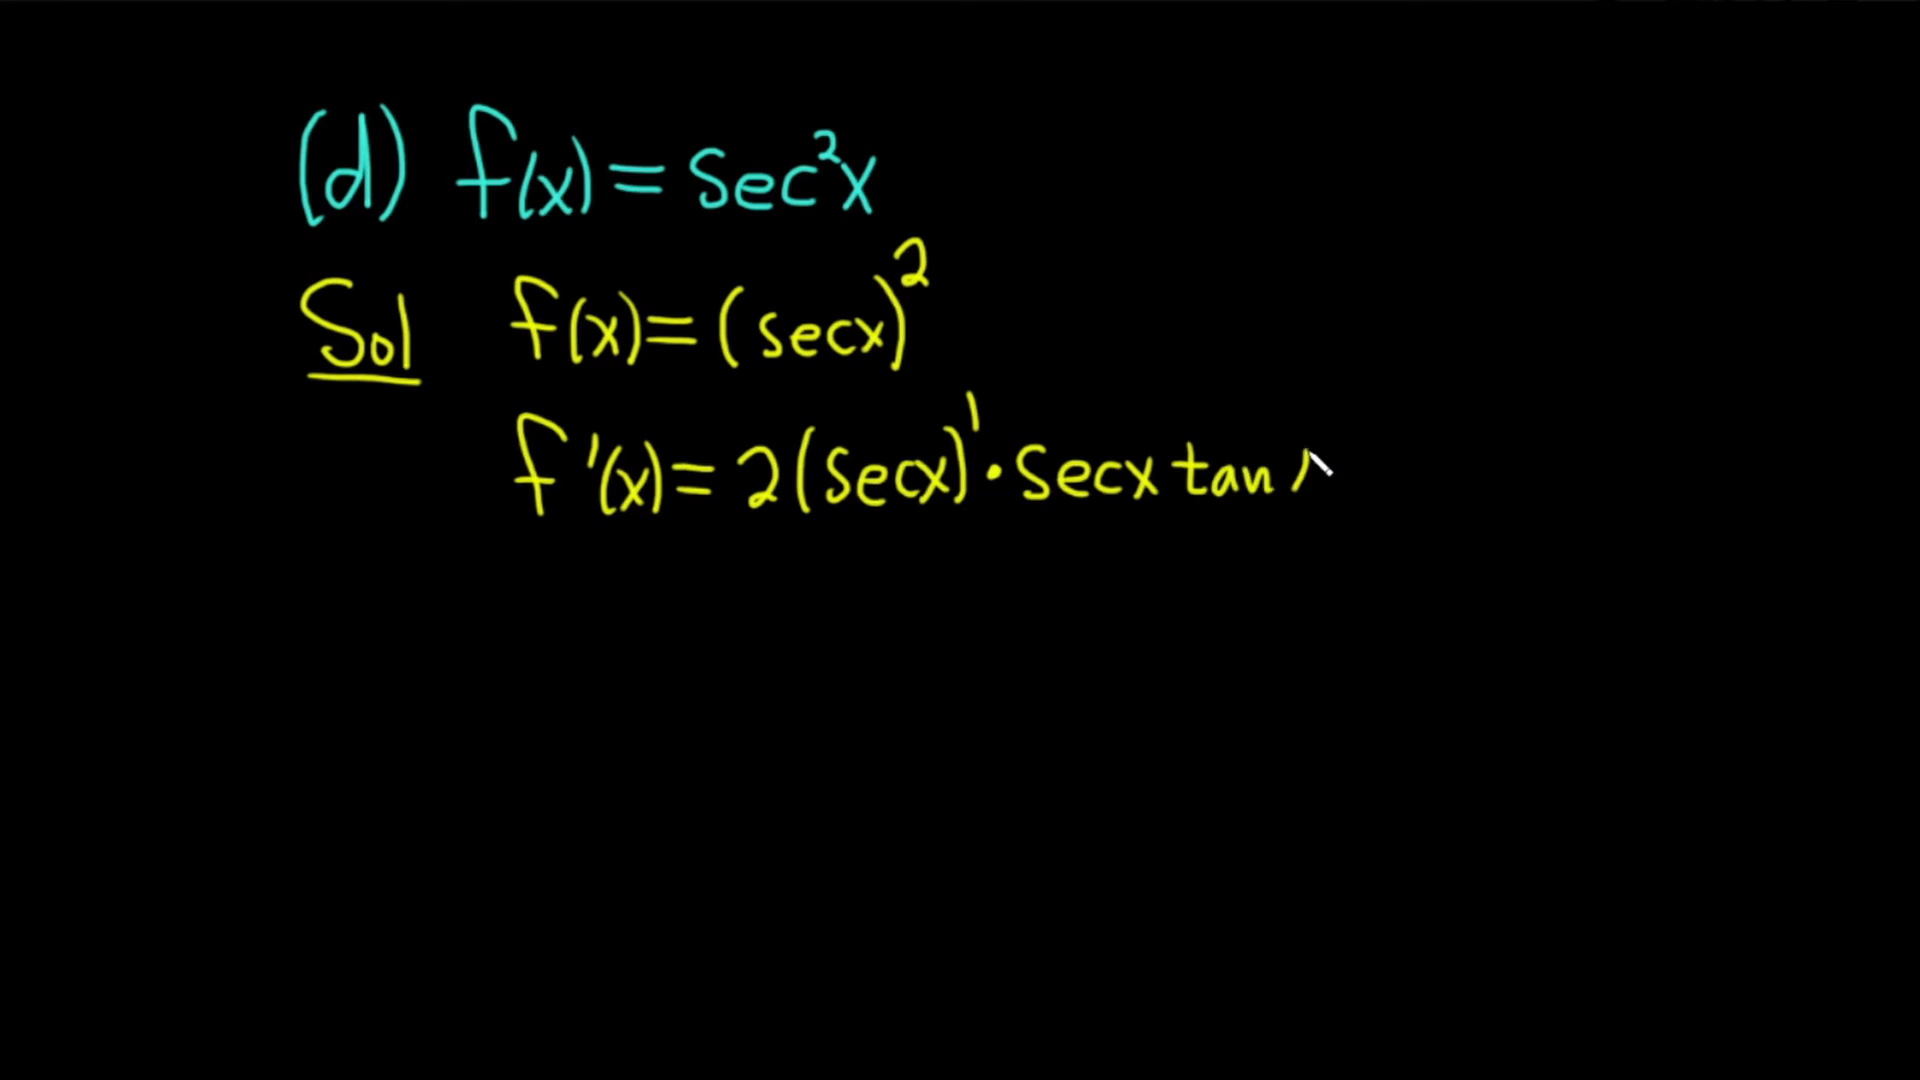 (d) f(x) = sec²x
Sol f(x) = (secx)²
f'(x) = 2(secx)¹ · secx tan